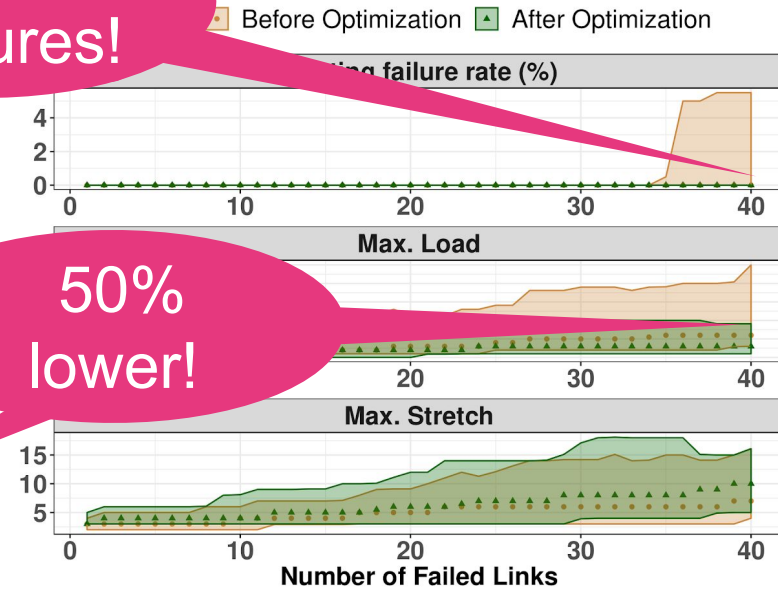 Before Optimization After Optimization
ures!
failure rate (%)
4
2
0
0 10 20 30 40
Max. Load
50%
lower!
20 30 40
Max. Stretch
15
10
5
0 10 20 30 40
Number of Failed Links